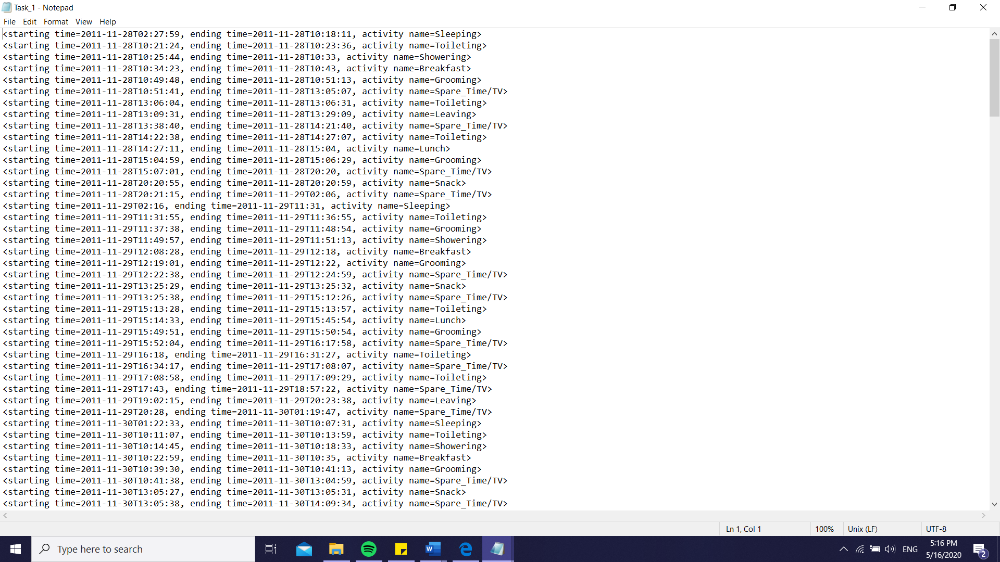 Task_1 - Notepad
File Edit Format View Help
<starting time=2011-11-28T02:27:59, ending time=2011-11-28T10:18:11, activity name=Sleeping>
<starting time=2011-11-28T10:21:24, ending time=2011-11-28T10:23:36, activity name=Toileting>
<starting time=2011-11-28T10:25:44, ending time=2011-11-28T10:33, activity name=Showering>
<starting time=2011-11-28T10:34:23, ending time=2011-11-28T10:43, activity name=Breakfast>
<starting time=2011-11-28T10:49:48, ending time=2011-11-28T10:51:13, activity name=Grooming>
<starting time=2011-11-28T10:51:41, ending time=2011-11-28T13:05:07, activity name=Spare_Time/TV>
<starting time=2011-11-28T13:06:04, ending time=2011-11-28T13:06:31, activity name=Toileting>
<starting time=2011-11-28T13:09:31, ending time=2011-11-28T13:29:09, activity name=Leaving>
<starting time=2011-11-28T13:38:40, ending time=2011-11-28T14:21:40, activity name=Spare_Time/TV>
<starting time=2011-11-28T14:22:38, ending time=2011-11-28T14:27:07, activity name=Toileting>
<starting time=2011-11-28T14:27:11, ending time=2011-11-28T15:04, activity name=Lunch>
<starting time=2011-11-28T15:04:59, ending time=2011-11-28T15:06:29, activity name=Grooming>
<starting time=2011-11-28T15:07:01, ending time=2011-11-28T20:20, activity name=Spare_Time/TV>
<starting time=2011-11-28T20:20:55, ending time=2011-11-28T20:20:59, activity name=Snack>
<starting time=2011-11-28T20:21:15, ending time=2011-11-29T02:06, activity name=Spare_Time/TV>
<starting time=2011-11-29T02:16, ending time=2011-11-29T11:31, activity name=Sleeping>
<starting time=2011-11-29T11:31:55, ending time=2011-11-29T11:36:55, activity name=Toileting>
<starting time=2011-11-29T11:37:38, ending time=2011-11-29T11:48:54, activity name=Grooming>
<starting time=2011-11-29T11:49:57, ending time=2011-11-29T11:51:13, activity name=Showering>
<starting time=2011-11-29T12:08:28, ending time=2011-11-29T12:18, activity name=Breakfast>
<starting time=2011-11-29T12:19:01, ending time=2011-11-29T12:22, activity name=Grooming>
<starting time=2011-11-29T12:22:38, ending time=2011-11-29T12:24:59, activity name=Spare_Time/TV>
<starting time=2011-11-29T13:25:29, ending time=2011-11-29T13:25:32, activity name=Snack>
<starting time=2011-11-29T13:25:38, ending time=2011-11-29T15:12:26, activity name=Spare_Time/TV>
<starting time=2011-11-29T15:13:28, ending time=2011-11-29T15:13:57, activity name=Toileting>
<starting time=2011-11-29T15:14:33, ending time=2011-11-29T15:45:54, activity name=Lunch>
<starting time=2011-11-29T15:49:51, ending time=2011-11-29T15:50:54, activity name=Grooming>
<starting time=2011-11-29T15:52:04, ending time=2011-11-29T16:17:58, activity name=Spare_Time/TV>
<starting time=2011-11-29T16:18, ending time=2011-11-29T16:31:27, activity name=Toileting>
<starting time=2011-11-29T16:34:17, ending time=2011-11-29T17:08:07, activity name=Spare_Time/TV>
<starting time=2011-11-29T17:08:58, ending time=2011-11-29T17:09:29, activity name=Toileting>
<starting time=2011-11-29T17:43, ending time=2011-11-29T18:57:22, activity name=Spare_Time/TV>
<starting time=2011-11-29T19:02:15, ending time=2011-11-29T20:23:38, activity name=Leaving>
<starting time=2011-11-29T20:28, ending time=2011-11-30T01:19:47, activity name=Spare_Time/TV>
<starting time=2011-11-30T01:22:33, ending time=2011-11-30T10:07:31, activity name=Sleeping>
<starting time=2011-11-30T10:11:07, ending time=2011-11-30T10:13:59, activity name=Toileting>
<starting time=2011-11-30T10:14:45, ending time=2011-11-30T10:18:33, activity name=Showering>
<starting time=2011-11-30T10:22:59, ending time=2011-11-30T10:35, activity name=Breakfast>
<starting time=2011-11-30T10:39:30, ending time=2011-11-30T10:41:13, activity name=Grooming>
<starting time=2011-11-30T10:41:38, ending time=2011-11-30T13:04:59, activity name=Spare_Time/TV>
<starting time=2011-11-30T13:05:27, ending time=2011-11-30T13:05:31, activity name=Snack>
<starting time=2011-11-30T13:05:38, ending time=2011-11-30T14:09:34, activity name=Spare_Time/TV>
Ln 1, Col 1 100% Unix (LF) UTF-8
Type here to search
W
ENG
5:16 PM
5/16/2020
2